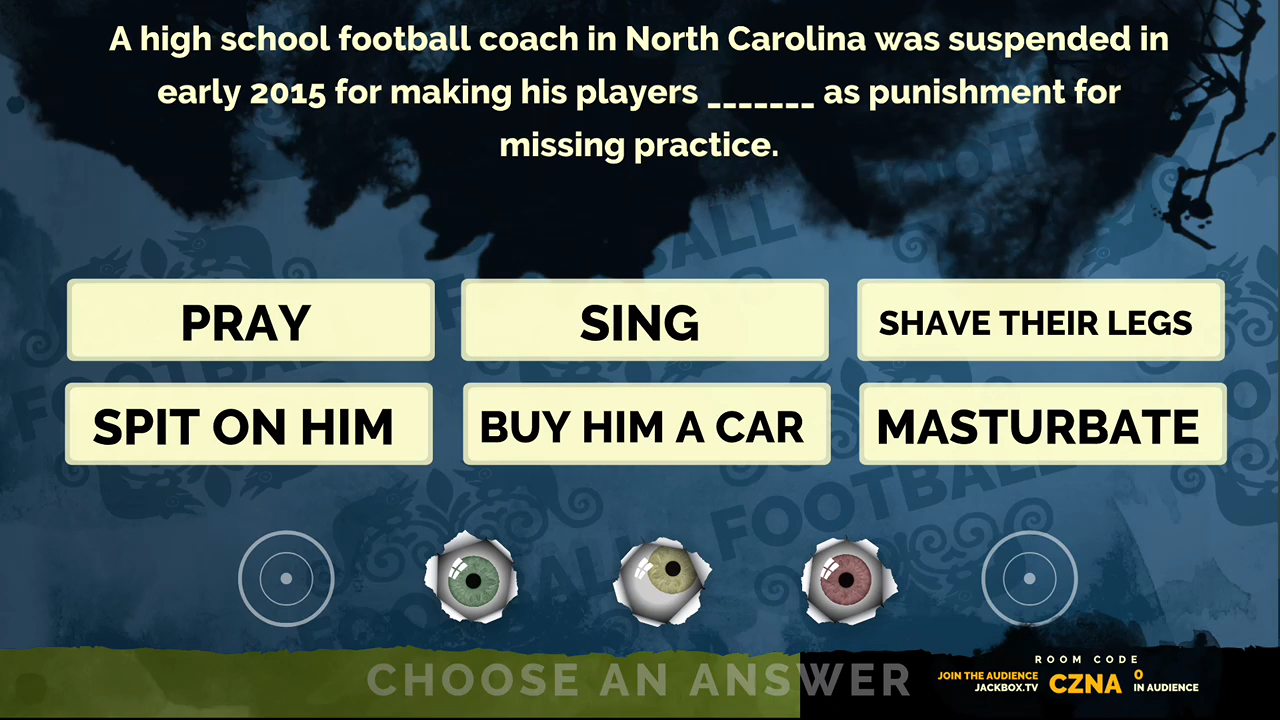 A high school football coach in North Carolina was suspended in
early 2015 for making his players _______ as punishment for
missing practice.
PRAY
SING
SHAVE THEIR LEGS
SPIT ON HIM
BUY HIM A CAR
MASTURBATE
CHOOSE AN ANSWER
ROOM CODE
JOIN THE AUDIENCE
JACKBOX.TV
CZNA
0
IN AUDIENCE
FOOTBALL
FOOTBALL